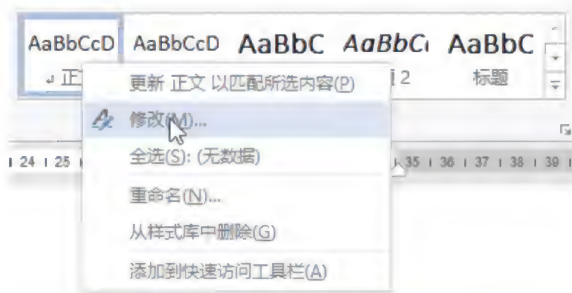 AaBbCcD AaBbCcD AaBbC AaBbC AaBbC
↲ 正 2 标题
更新 正文 以匹配所选内容(P)
修改(M)...
全选(S): (无数据)
重命名(N)...
从样式库中删除(G)
添加到快速访问工具栏(A)
24 25 35 36 37 38 39